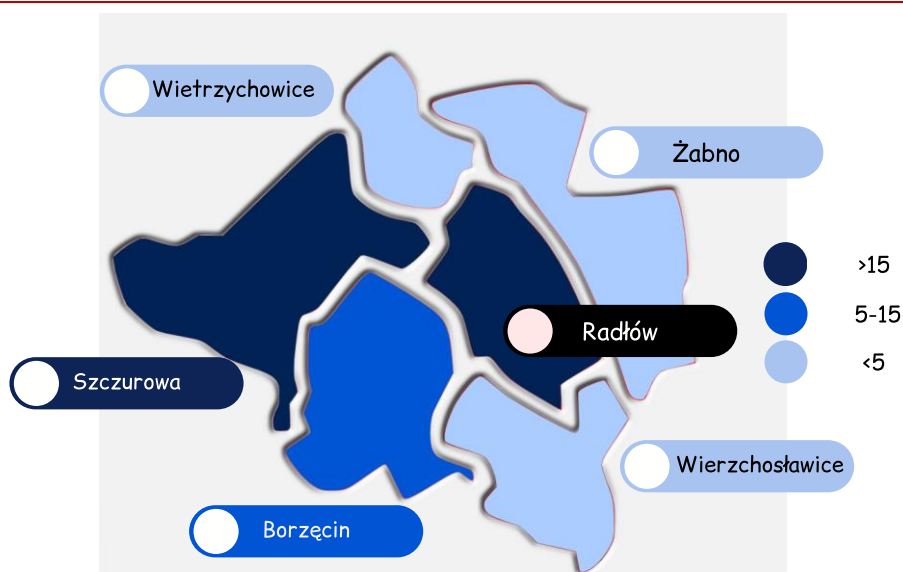 Wietrzychowice
Żabno
>15
5-15
Radłów
<5
Szczurowa
Wierzchosławice
Borzęcin